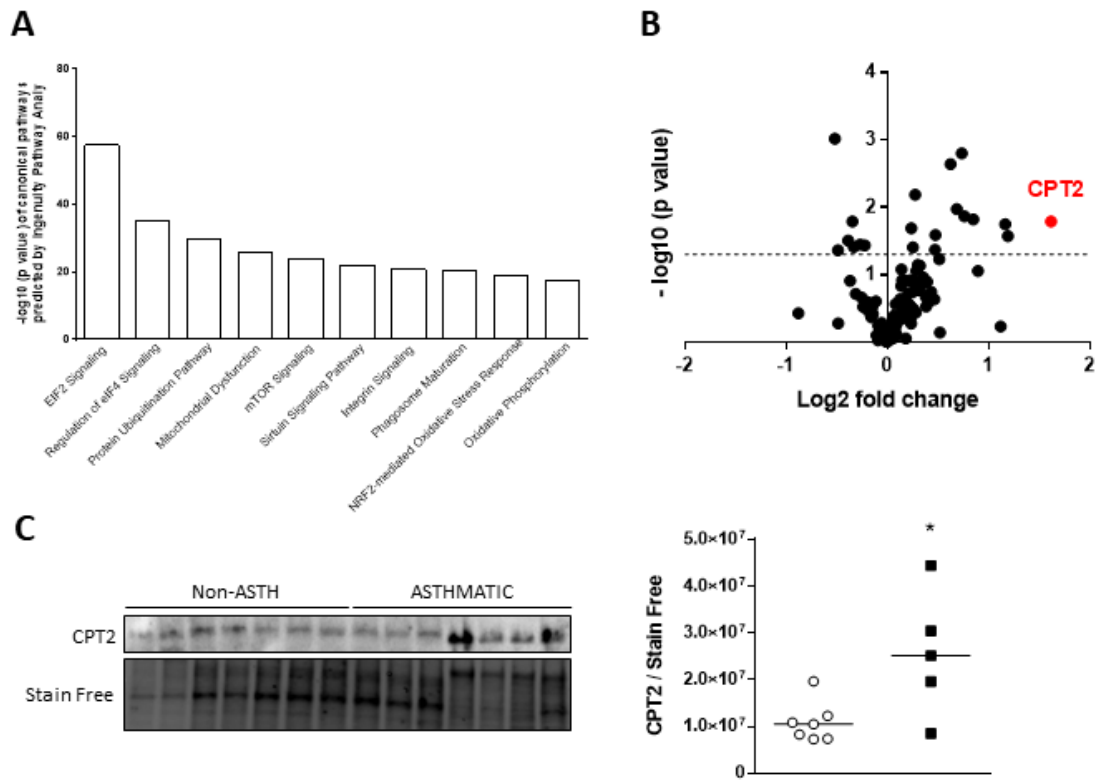 A
-log10 (p value) of canonical pathways
predicted by Ingenuity Pathway Analy
80
60
40
20
0
EIF2 Signaling
Regulation of eIF4 Signaling
Protein Ubiquitination Pathway
Mitochondrial Dysfunction
mTOR Signaling
Sirtuin Signaling Pathway
Integrin Signaling
Phagosome Maturation
NRF2-mediated Oxidative Stress Response
Oxidative Phosphorylation
B
- log10 (p value)
4
3
2
1
CPT2
-2
-1
0
1
2
Log2 fold change
C
Non-ASTH
ASTHMATIC
CPT2
Stain Free
CPT2 / Stain Free
5.0×10⁷
4.0×10⁷
3.0×10⁷
2.0×10⁷
1.0×10⁷
0
*